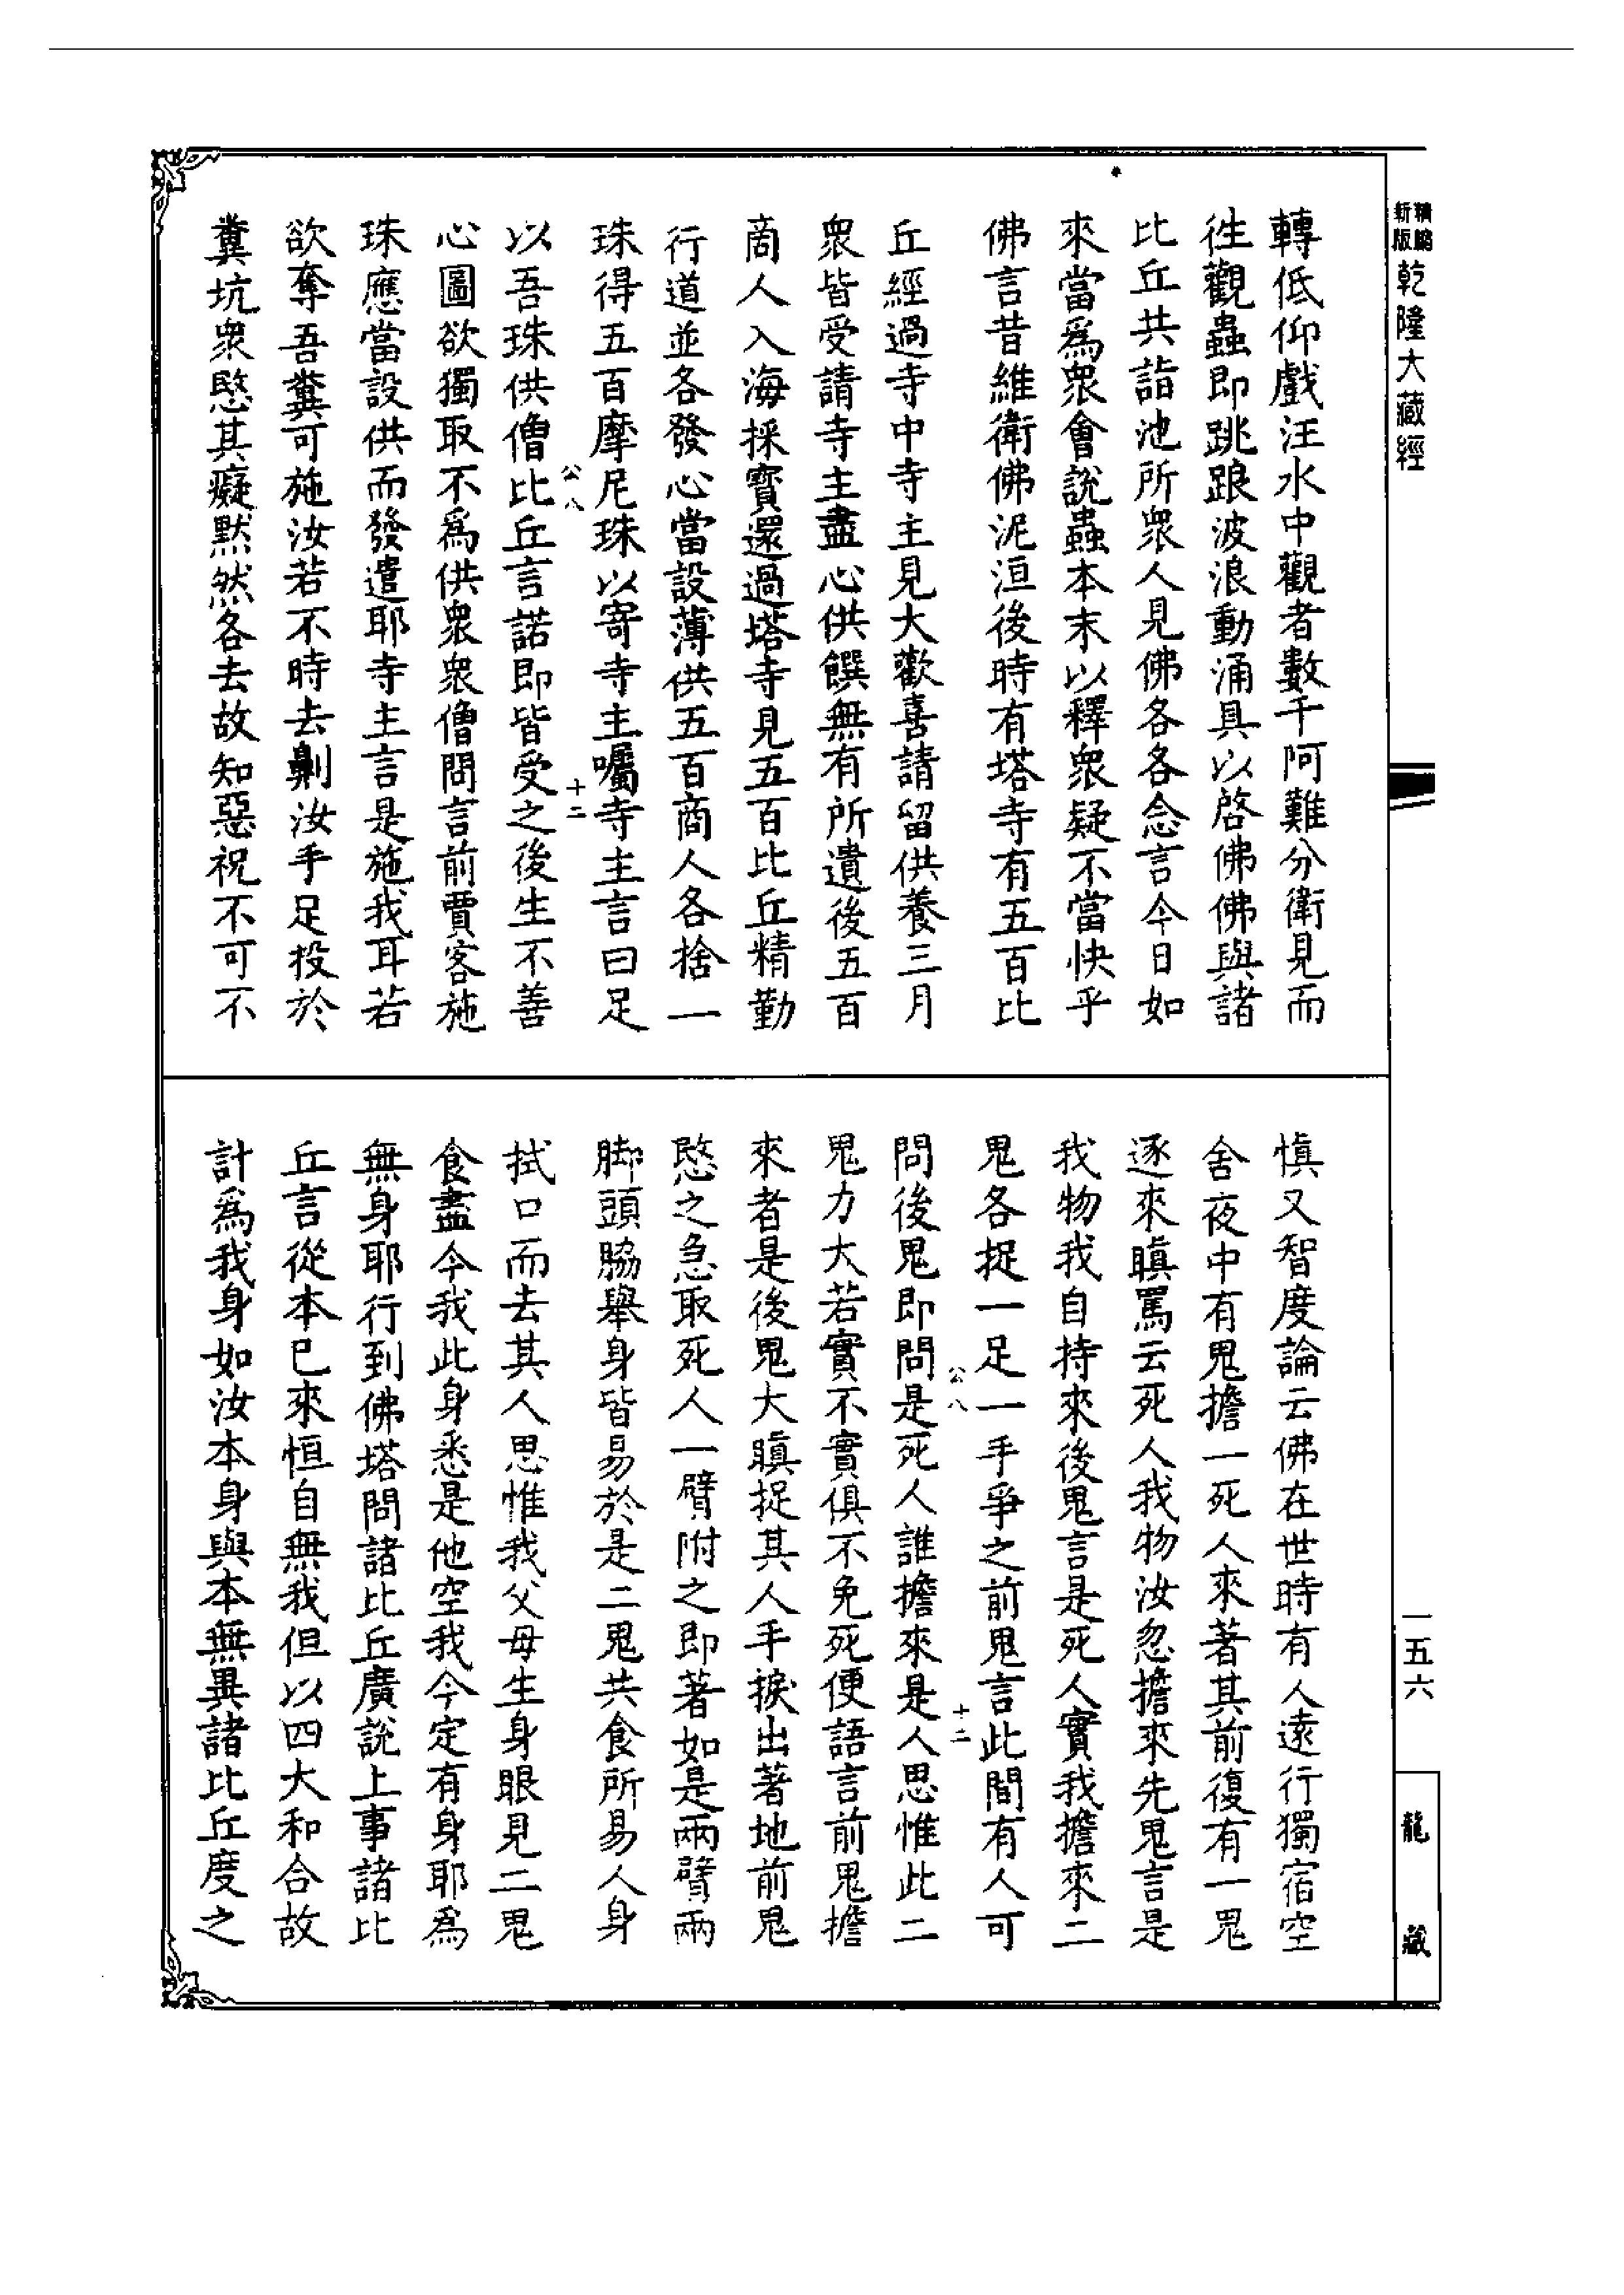 精縮新版乾隆大藏經
轉低仰戲汪水中觀者數千阿難分衛見而
徃觀蟲即跳踉波浪動涌具以啓佛佛與諸
比丘共詣池所衆人見佛各各念言今日如
來當爲衆會說蟲本末以釋衆疑不當快乎
佛言昔維衛佛泥洹後時有塔寺有五百比
丘經過寺中寺主見大歡喜請留供養三月
衆皆受請寺主盡心供饌無有所遺後五百
商人入海採寳還過塔寺見五百比丘精勤
行道並各發心當設薄供五百商人各捨一
珠得五百摩尼珠以寄寺主囑寺主言曰足
公八 十二
以吾珠供僧比丘言諾即皆受之後生不善
心圖欲獨取不爲供衆衆僧問言前賈客施
珠應當設供而發遣耶寺主言是施我耳若
欲奪吾糞可施汝若不時去劓汝手足投於
糞坑衆愍其癡黙然各去故知惡祝不可不
慎又智度論云佛在世時有人遠行獨宿空
舍夜中有鬼擔一死人來著其前復有一鬼
逐來瞋罵云死人我物汝忽擔來先鬼言是
我物我自持來後鬼言是死人實我擔來二
鬼各捉一足一手爭之前鬼言此間有人可
公八 十二
問後鬼即問是死人誰擔來是人思惟此二
鬼力大若實不實俱不免死便語言前鬼擔
來者是後鬼大瞋捉其人手捩出著地前鬼
愍之急取死人一臂附之即著如是兩臂兩
脚頭脇舉身皆易於是二鬼共食所易人身
拭口而去其人思惟我父母生身眼見二鬼
食盡今我此身悉是他空我今定有身耶爲
無身耶行到佛塔問諸比丘廣說上事諸比
丘言從本已來恒自無我但以四大和合故
計爲我身如汝本身與本無異諸比丘度之
一五六
龍藏